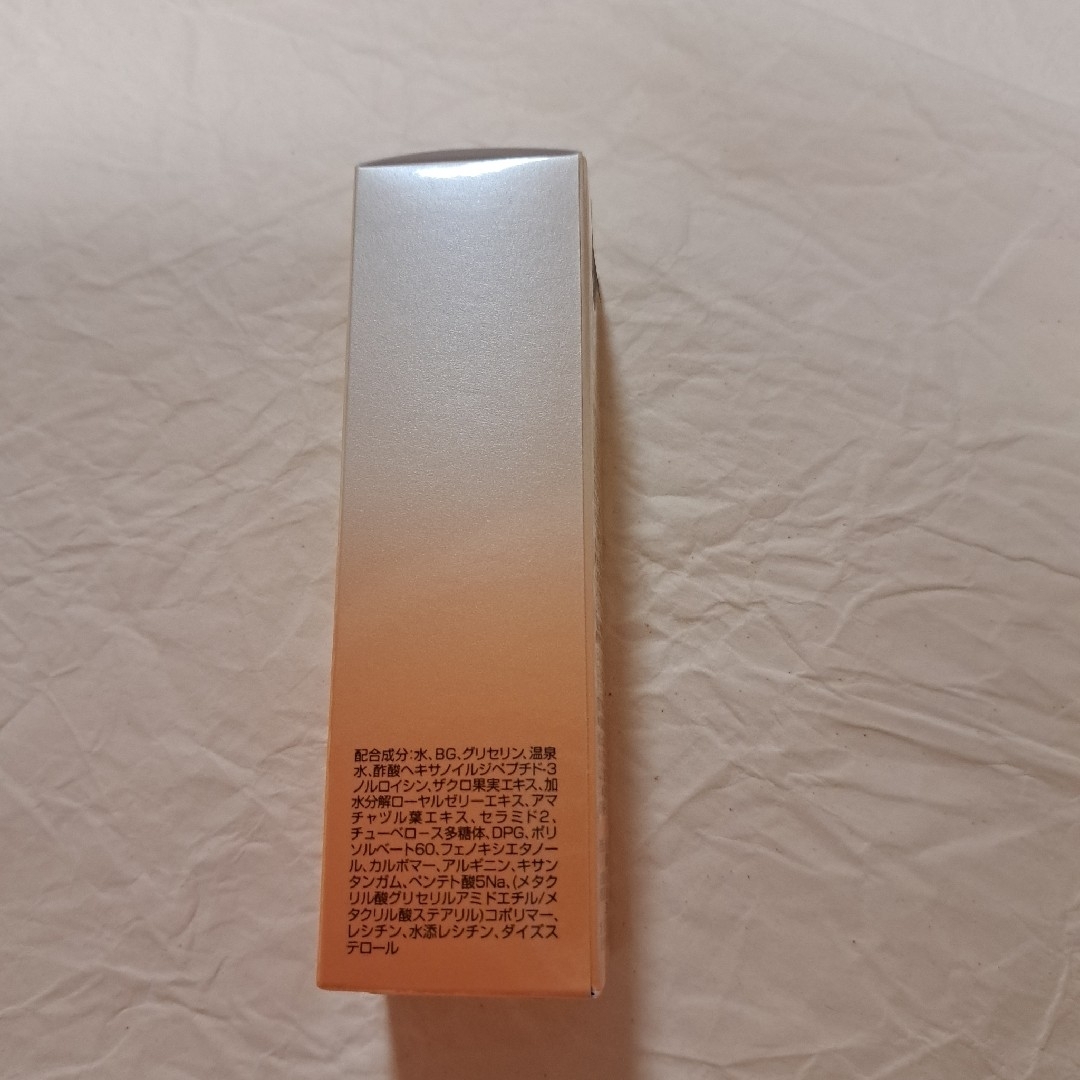 配合成分:水、BG、グリセリン、温泉
水、酢酸ヘキサノイルジペプチド-3
ノルロイシン、ザクロ果実エキス、加
水分解ローヤルゼリーエキス、アマ
チャヅル葉エキス、セラミド2、
チューベロース多糖体、DPG、ポリ
ソルベート60、フェノキシエタノー
ル、カルボマー、アルギニン、キサン
タンガム、ペンテト酸5Na、(メタク
リル酸グリセリルアミドエチル/メ
タクリル酸ステアリル)コポリマー、
レシチン、水添レシチン、ダイズス
テロール